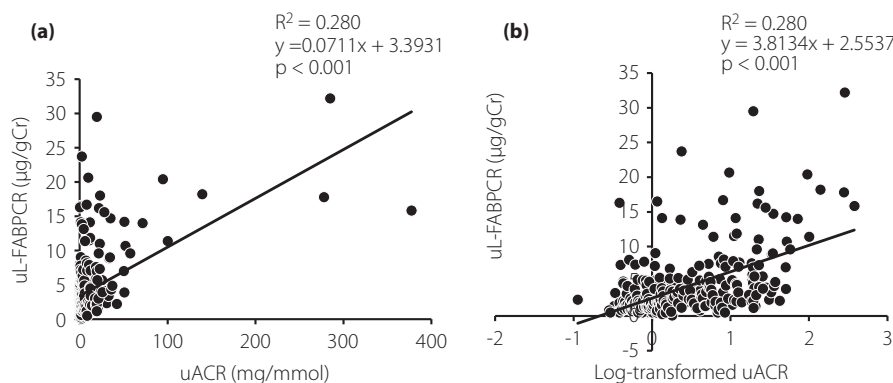 (a)
R² = 0.280
y =0.0711x + 3.3931
p < 0.001
uL-FABPCR (μg/gCr)
35
30
25
20
15
10
5
0
0 100 200 300 400
uACR (mg/mmol)
(b)
R² = 0.280
y = 3.8134x + 2.5537
p < 0.001
uL-FABPCR (μg/gCr)
35
30
25
20
15
10
5
0
-5
-2 -1 0 1 2 3
Log-transformed uACR